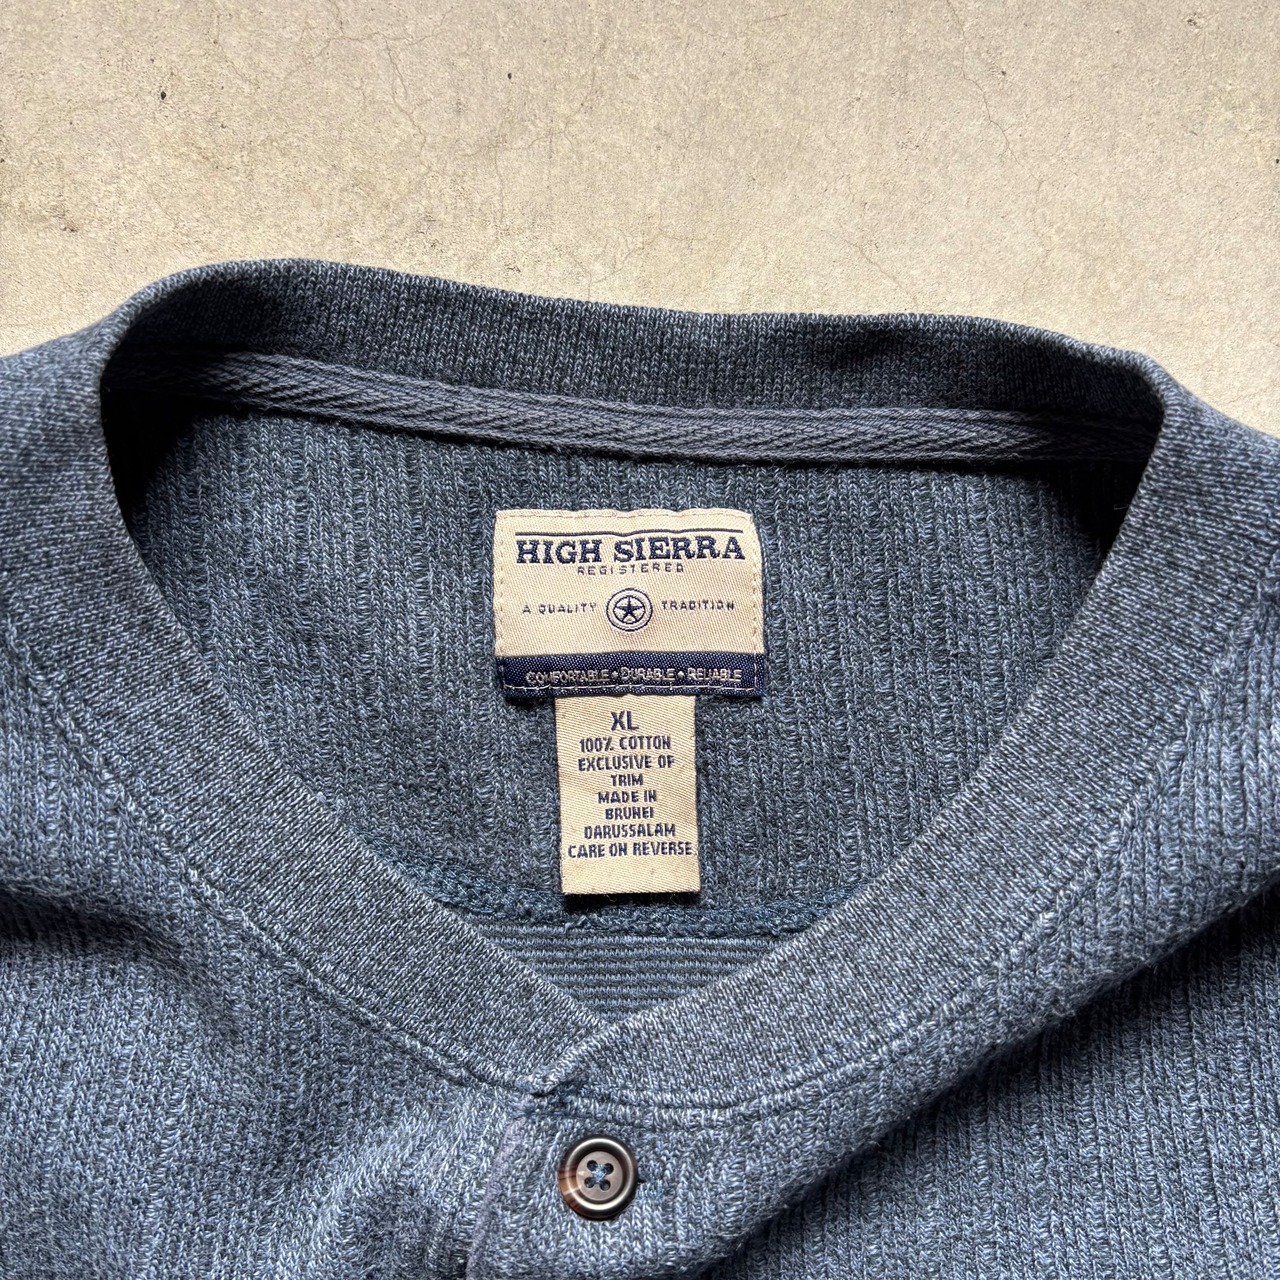 HIGH SIERRA
REGISTERED
A QUALITY TRADITION
COMFORTABLE • DURABLE • RELIABLE
XL
100% COTTON
EXCLUSIVE OF
TRIM
MADE IN
BRUNEI
DARUSSALAM
CARE ON REVERSE